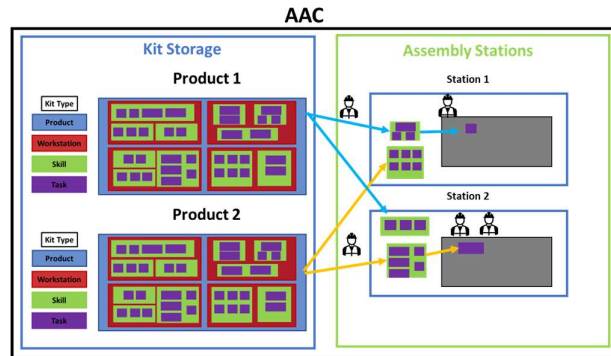 AAC
Kit Storage
Product 1
Kit Type
Product
Workstation
Skill
Task
Product 2
Kit Type
Product
Workstation
Skill
Task
Assembly Stations
Station 1
Station 2